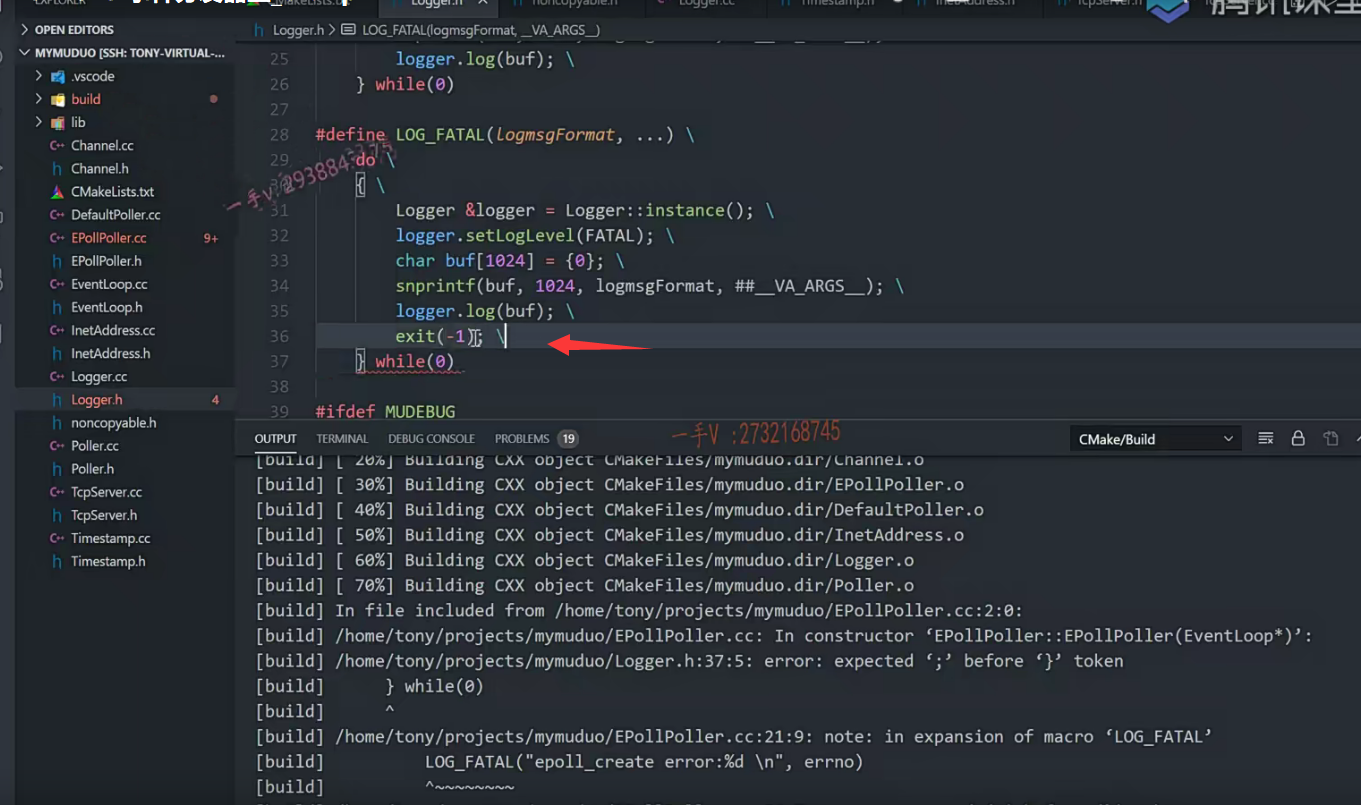 Logger.h
noncopyable.h
Logger.cc
Timestamp.h
TcpServer.h
腾讯课堂
OPEN EDITORS
Logger.h > LOG_FATAL(logmsgFormat, __VA_ARGS__)
MYMUDUO [SSH: TONY-VIRTUAL-...
.vscode
build
lib
Channel.cc
Channel.h
CMakeLists.txt
DefaultPoller.cc
EPollPoller.cc 9+
EPollPoller.h
EventLoop.cc
EventLoop.h
InetAddress.cc
InetAddress.h
Logger.cc
Logger.h 4
noncopyable.h
Poller.cc
Poller.h
TcpServer.cc
TcpServer.h
Timestamp.cc
Timestamp.h
25 logger.log(buf); \
26 } while(0)
27
28 #define LOG_FATAL(logmsgFormat, ...) \
29 do \
{ \
31 Logger &logger = Logger::instance(); \
32 logger.setLogLevel(FATAL); \
33 char buf[1024] = {0}; \
34 snprintf(buf, 1024, logmsgFormat, ##__VA_ARGS__); \
35 logger.log(buf); \
36 exit(-1); \
37 } while(0)
38
39 #ifdef MUDEBUG
一手V:2938843375
OUTPUT TERMINAL DEBUG CONSOLE PROBLEMS 19 CMake/Build
一手V :2732168745
[build] [ 20%] Building CXX object CMakeFiles/mymuduo.dir/Channel.o
[build] [ 30%] Building CXX object CMakeFiles/mymuduo.dir/EPollPoller.o
[build] [ 40%] Building CXX object CMakeFiles/mymuduo.dir/DefaultPoller.o
[build] [ 50%] Building CXX object CMakeFiles/mymuduo.dir/InetAddress.o
[build] [ 60%] Building CXX object CMakeFiles/mymuduo.dir/Logger.o
[build] [ 70%] Building CXX object CMakeFiles/mymuduo.dir/Poller.o
[build] In file included from /home/tony/projects/mymuduo/EPollPoller.cc:2:0:
[build] /home/tony/projects/mymuduo/EPollPoller.cc: In constructor ‘EPollPoller::EPollPoller(EventLoop*)’:
[build] /home/tony/projects/mymuduo/Logger.h:37:5: error: expected ‘;’ before ‘}’ token
[build] } while(0)
[build] ^
[build] /home/tony/projects/mymuduo/EPollPoller.cc:21:9: note: in expansion of macro ‘LOG_FATAL’
[build] LOG_FATAL("epoll_create error:%d \n", errno)
[build] ^~~~~~~~~